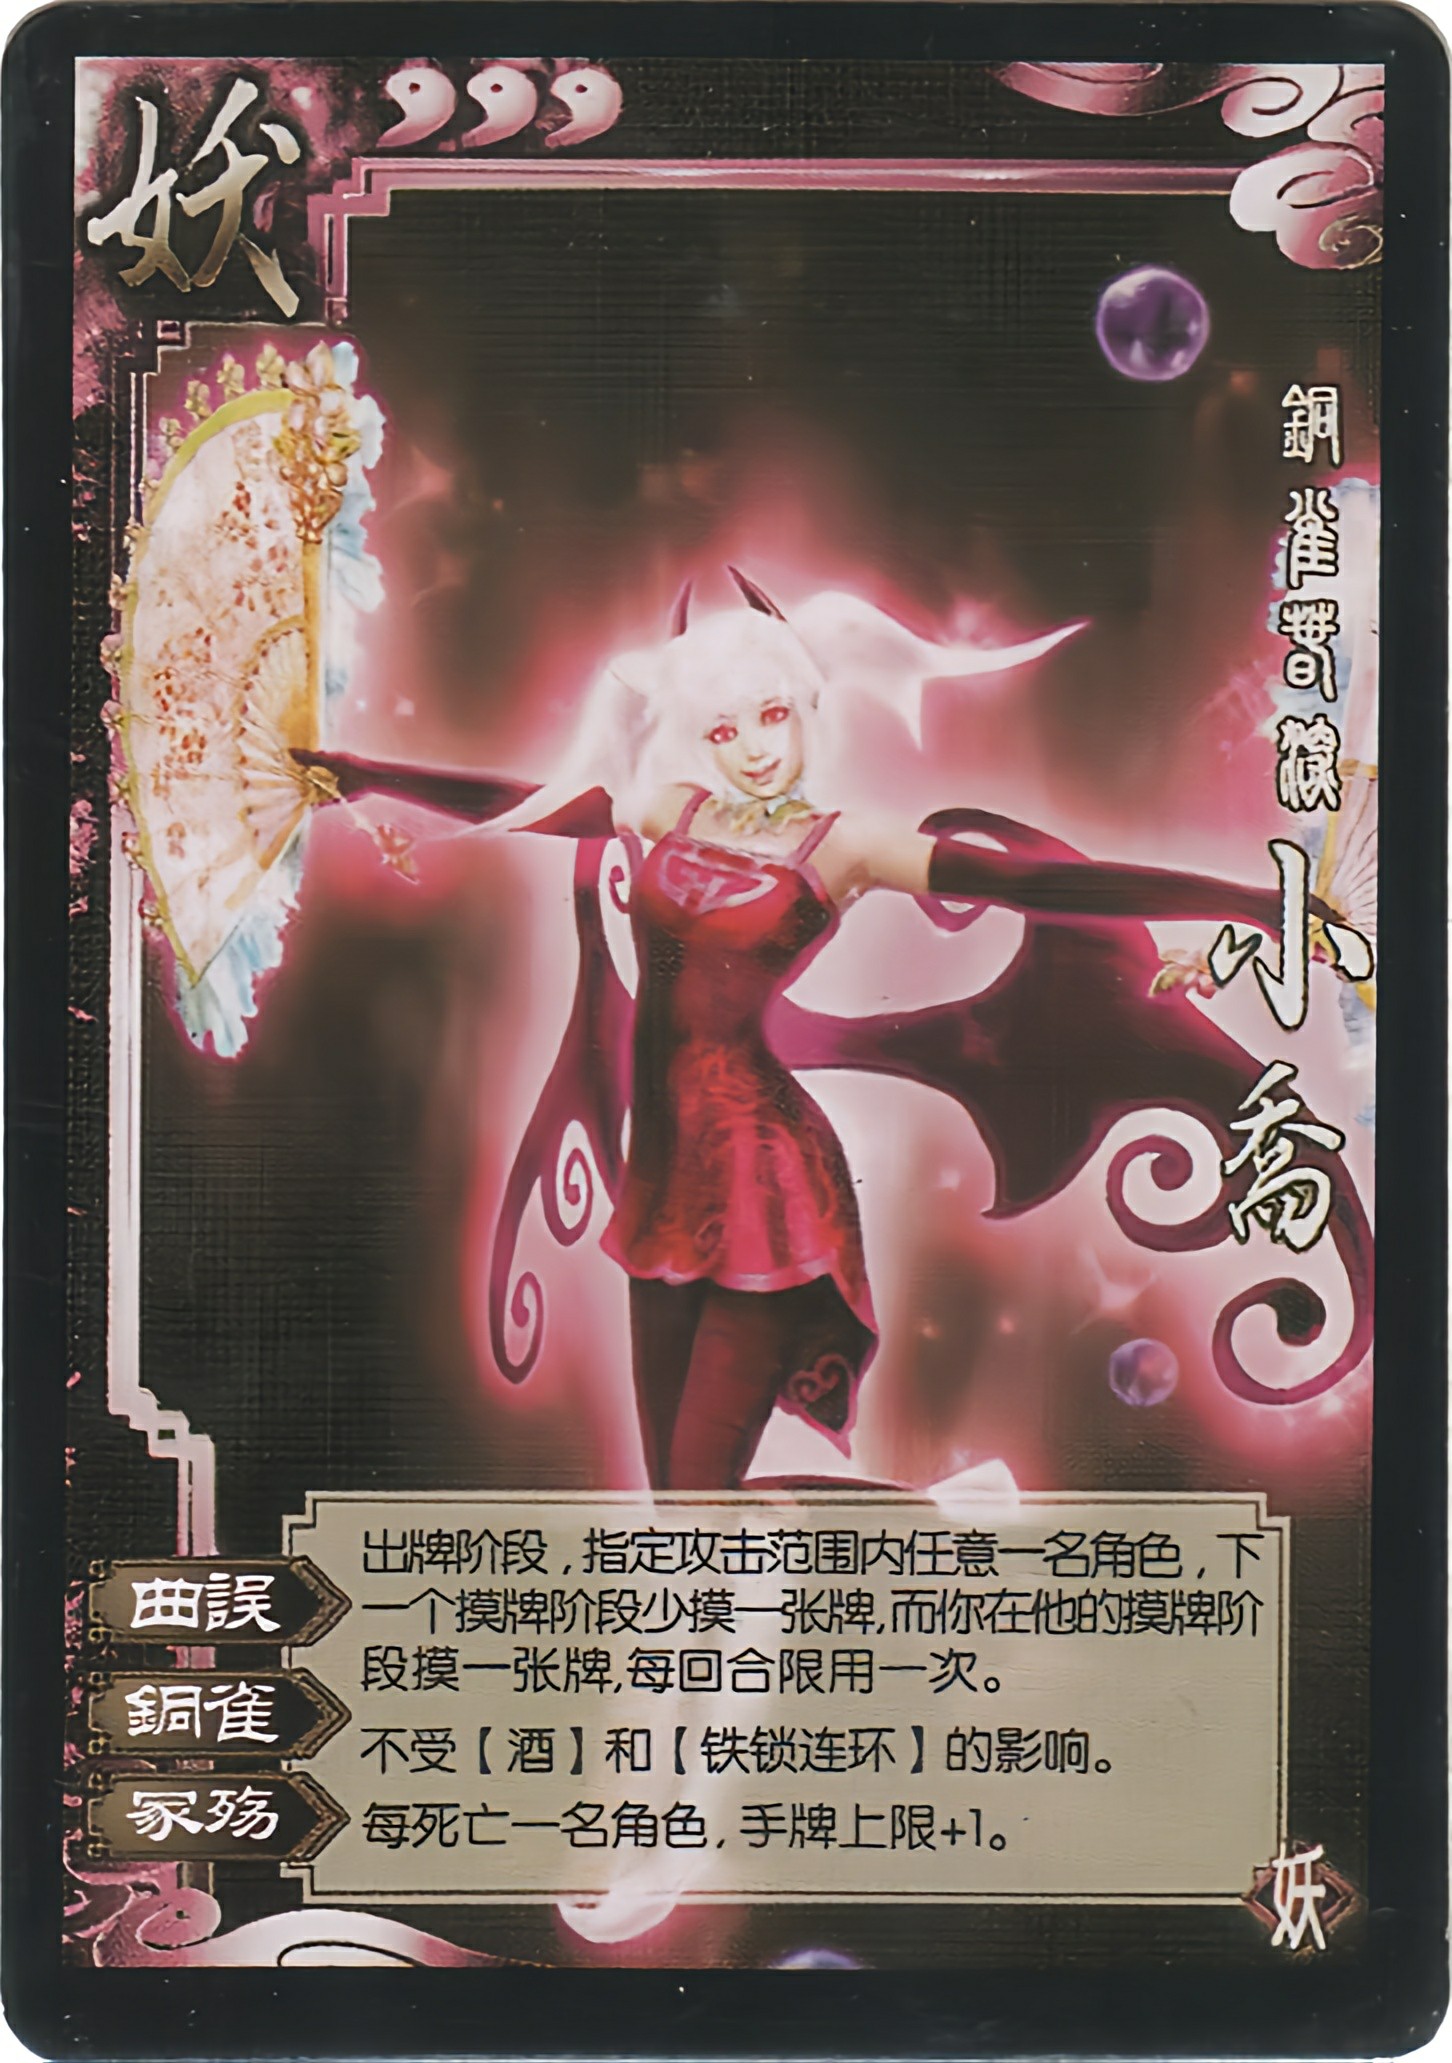 妖
銅雀春深
小喬
曲誤
出牌阶段，指定攻击范围内任意一名角色，下
一个摸牌阶段少摸一张牌,而你在他的摸牌阶
段摸一张牌,每回合限用一次。
銅雀
不受【酒】和【铁锁连环】的影响。
冢殇
每死亡一名角色，手牌上限+1。
妖